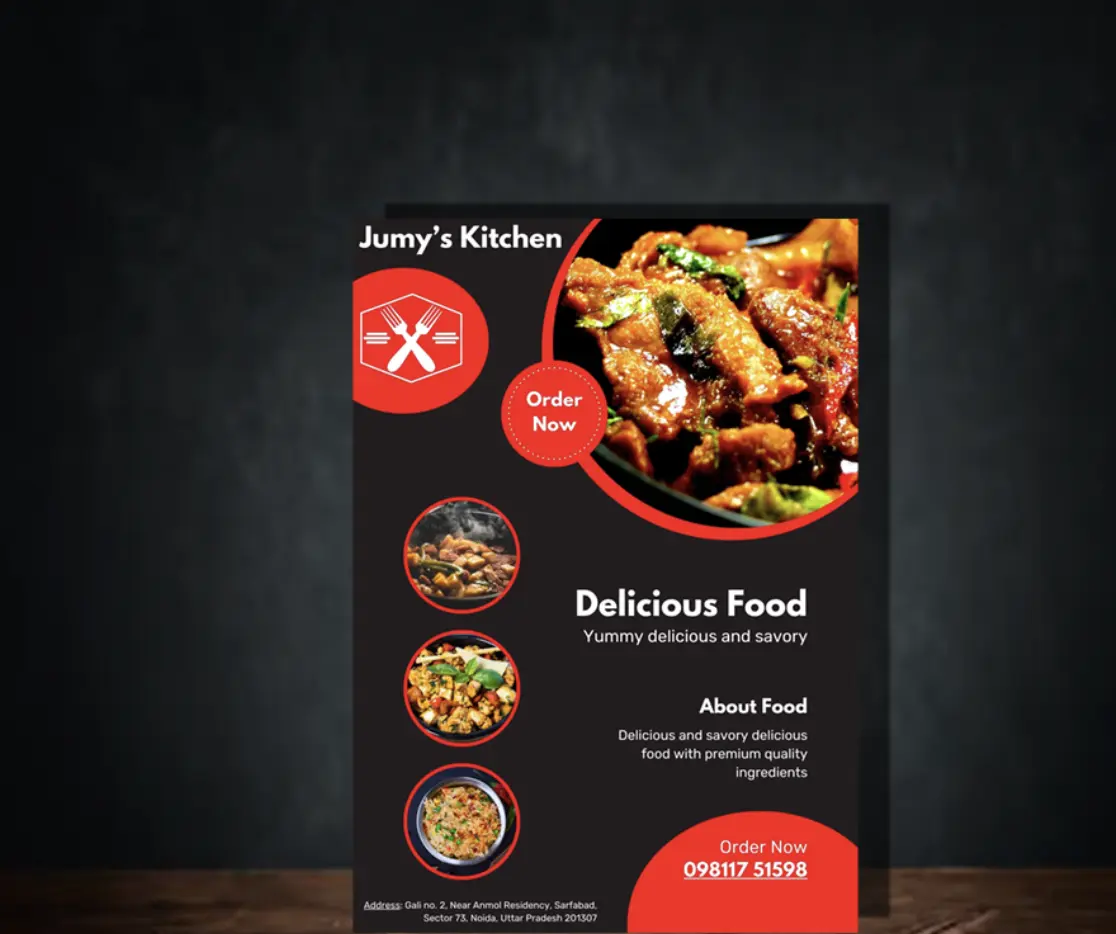 Jumy's Kitchen
Order
Now
Delicious Food
Yummy delicious and savory
About Food
Delicious and savory delicious
food with premium quality
ingredients
Order Now
098117 51598
Address: Gali no. 2, Near Anmol Residency, Sarfabad,
Sector 73, Noida, Uttar Pradesh 201307